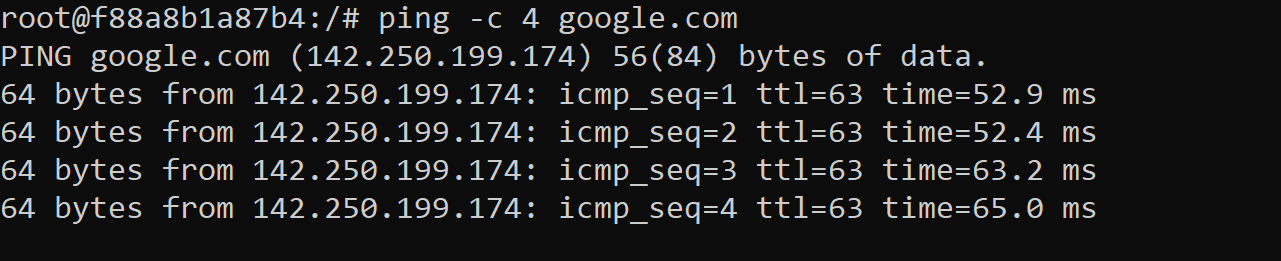 root@f88a8b1a87b4:/# ping -c 4 google.com
PING google.com (142.250.199.174) 56(84) bytes of data.
64 bytes from 142.250.199.174: icmp_seq=1 ttl=63 time=52.9 ms
64 bytes from 142.250.199.174: icmp_seq=2 ttl=63 time=52.4 ms
64 bytes from 142.250.199.174: icmp_seq=3 ttl=63 time=63.2 ms
64 bytes from 142.250.199.174: icmp_seq=4 ttl=63 time=65.0 ms